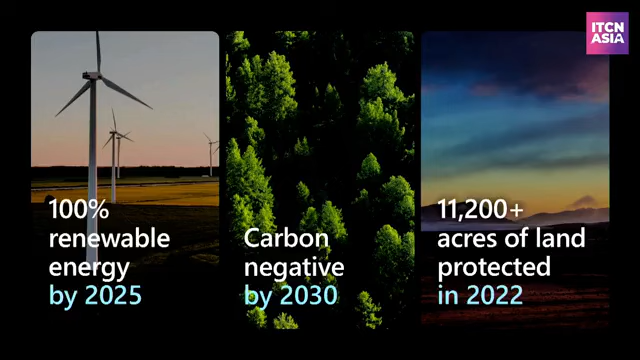 ITCN
ASIA
100%
renewable
energy
by 2025
Carbon
negative
by 2030
11,200+
acres of land
protected
in 2022